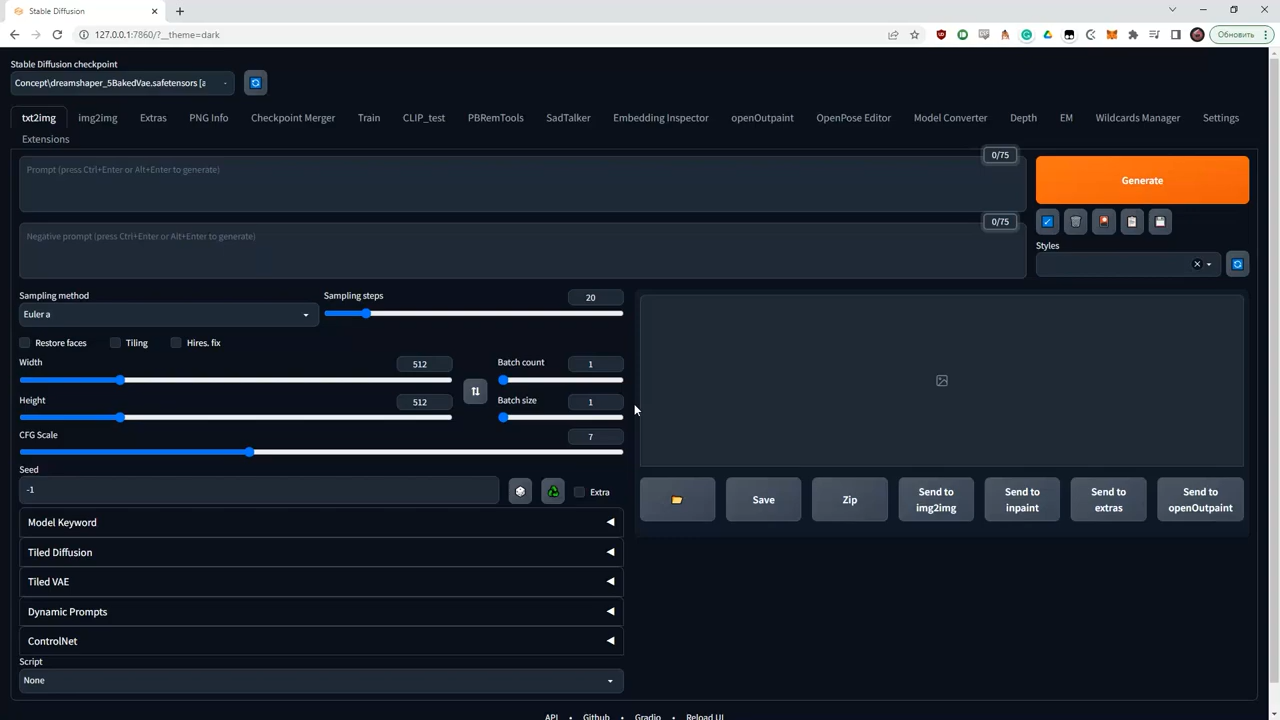 Stable Diffusion
127.0.0.1:7860/?__theme=dark
Обновить
Stable Diffusion checkpoint
Concept\dreamshaper_5BakedVae.safetensors [a
txt2img img2img Extras PNG Info Checkpoint Merger Train CLIP_test PBRemTools SadTalker Embedding Inspector openOutpaint OpenPose Editor Model Converter Depth EM Wildcards Manager Settings
Extensions
0/75
Prompt (press Ctrl+Enter or Alt+Enter to generate)
Generate
0/75
Negative prompt (press Ctrl+Enter or Alt+Enter to generate)
Styles
Sampling method
Euler a
Sampling steps
20
Restore faces
Tiling
Hires. fix
Width
512
Batch count
1
Height
512
Batch size
1
CFG Scale
7
Seed
-1
Extra
Save
Zip
Send to
img2img
Send to
inpaint
Send to
extras
Send to
openOutpaint
Model Keyword
Tiled Diffusion
Tiled VAE
Dynamic Prompts
ControlNet
Script
None
API • Github • Gradio • Reload UI